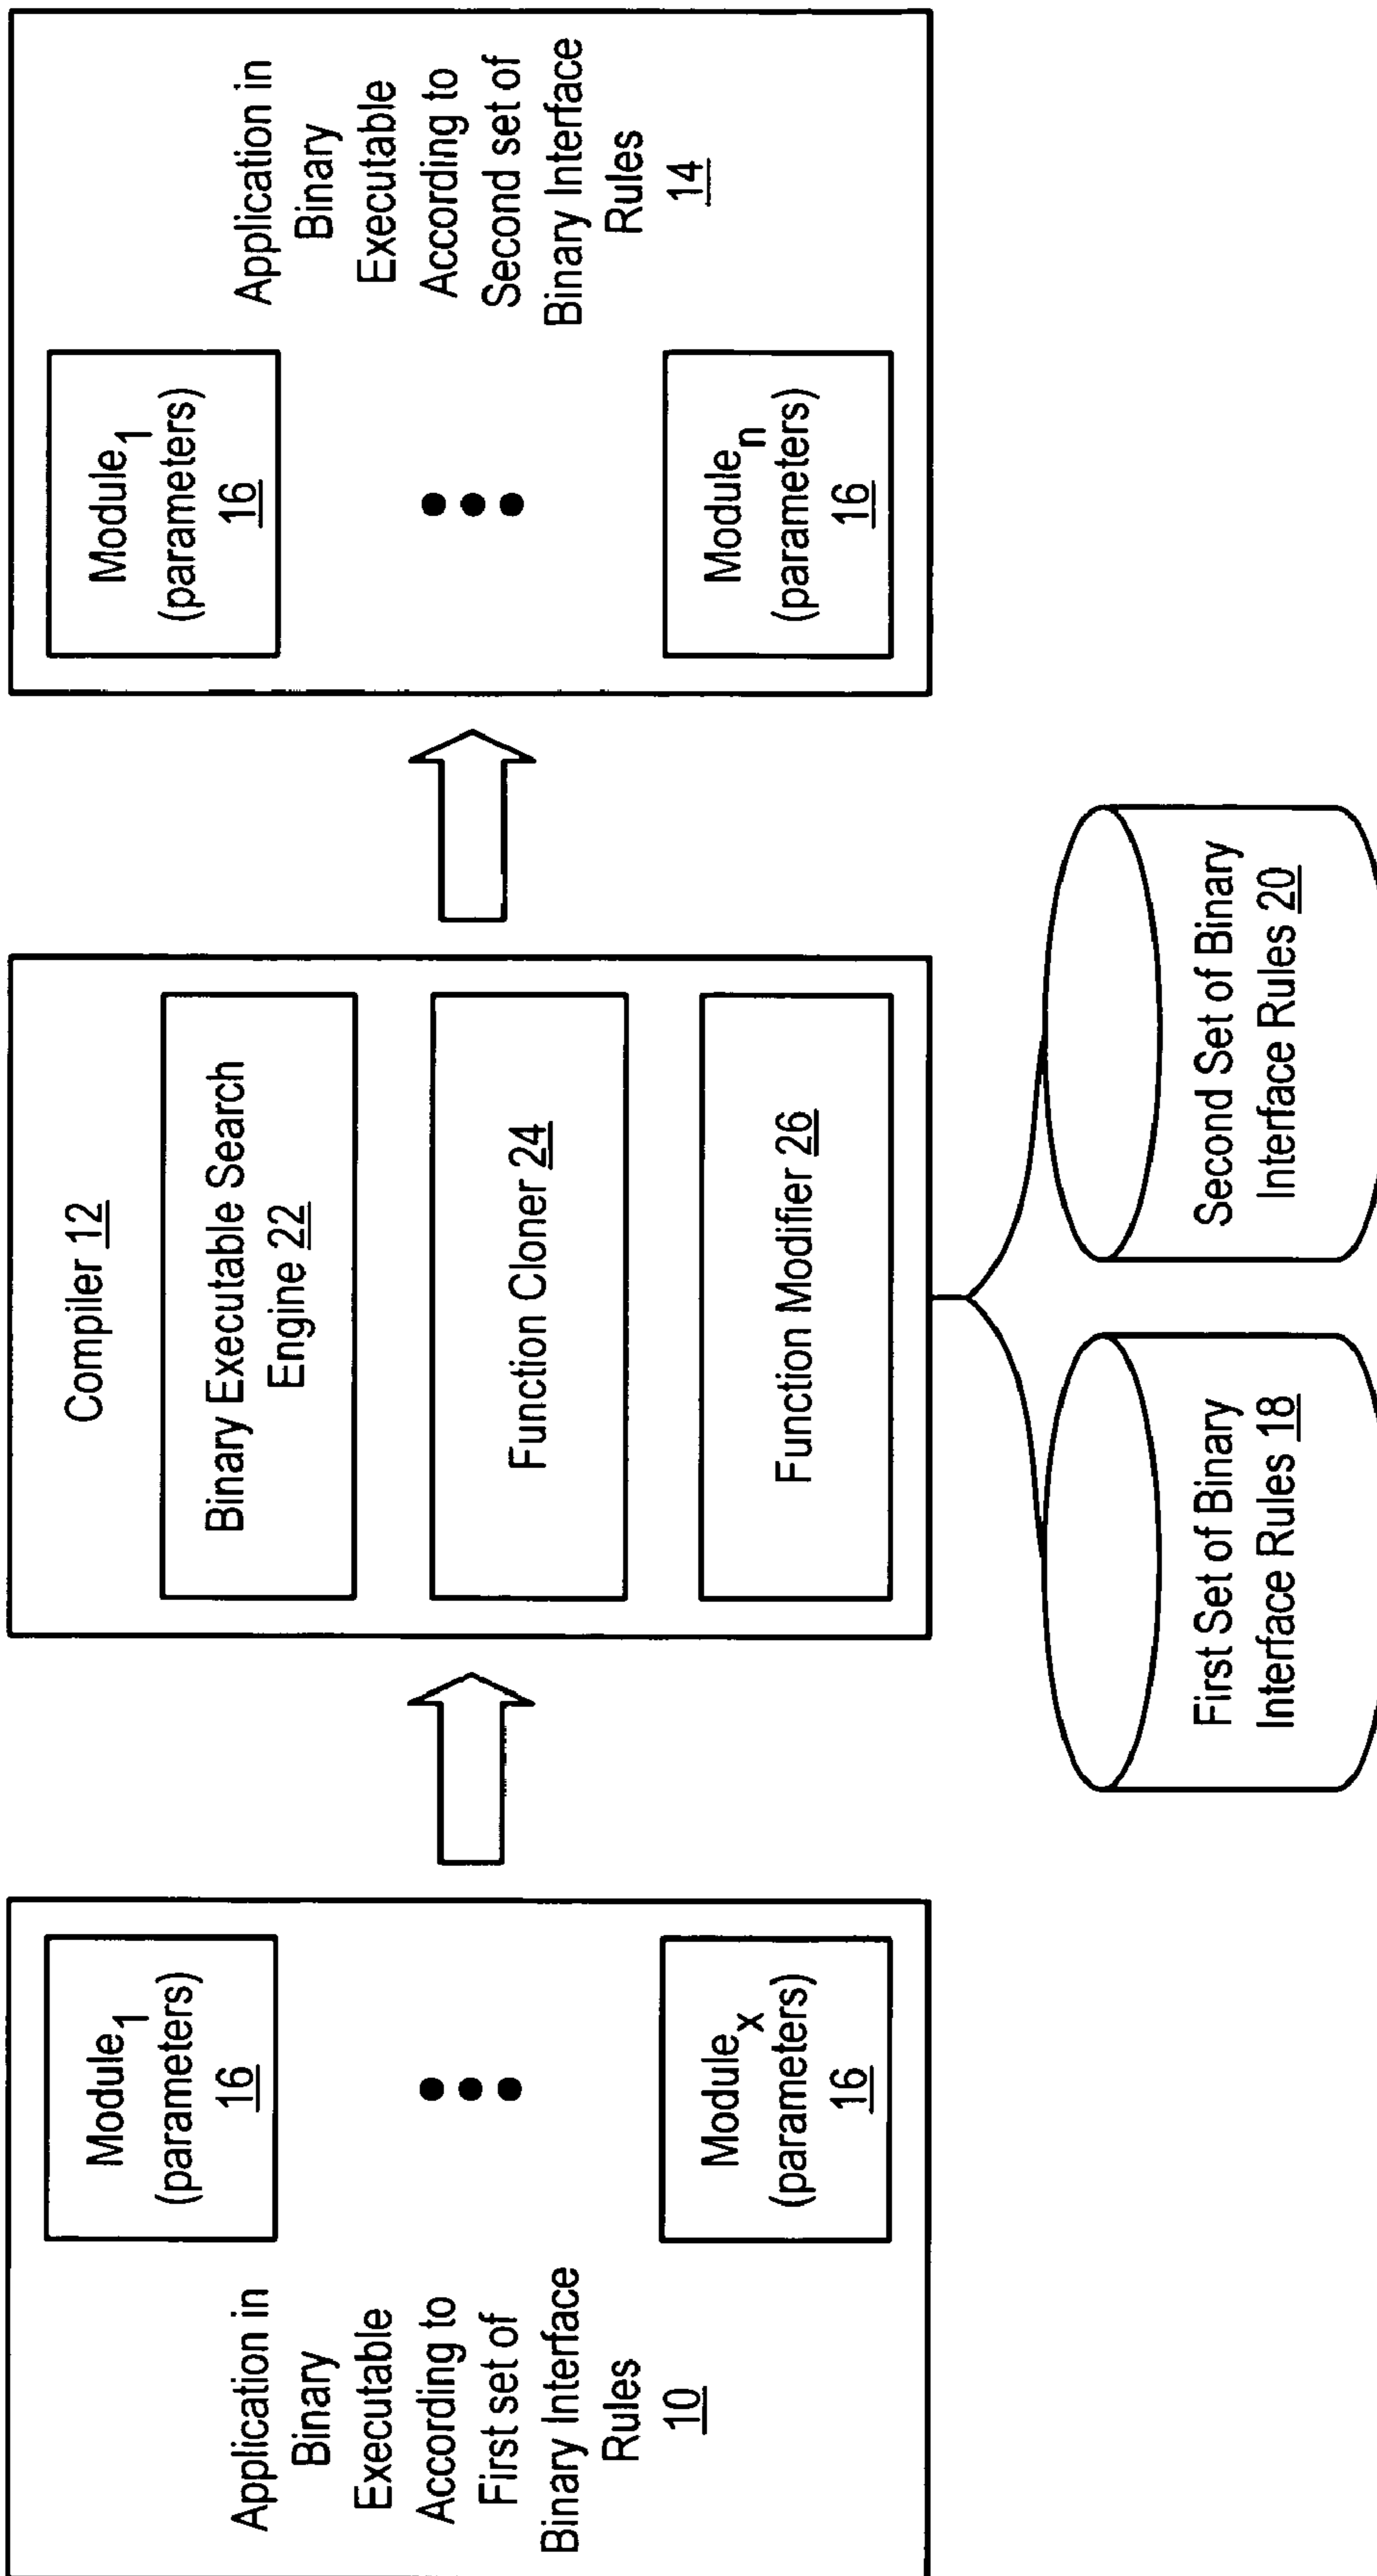 Application in
Binary
Executable
According to
First set of
Binary Interface
Rules
10
Module1
(parameters)
16
Modulex
(parameters)
16
Compiler 12
Binary Executable Search
Engine 22
Function Cloner 24
Function Modifier 26
First Set of Binary
Interface Rules 18
Second Set of Binary
Interface Rules 20
Module1
(parameters)
16
Modulen
(parameters)
16
Application in
Binary
Executable
According to
Second set of
Binary Interface
Rules
14